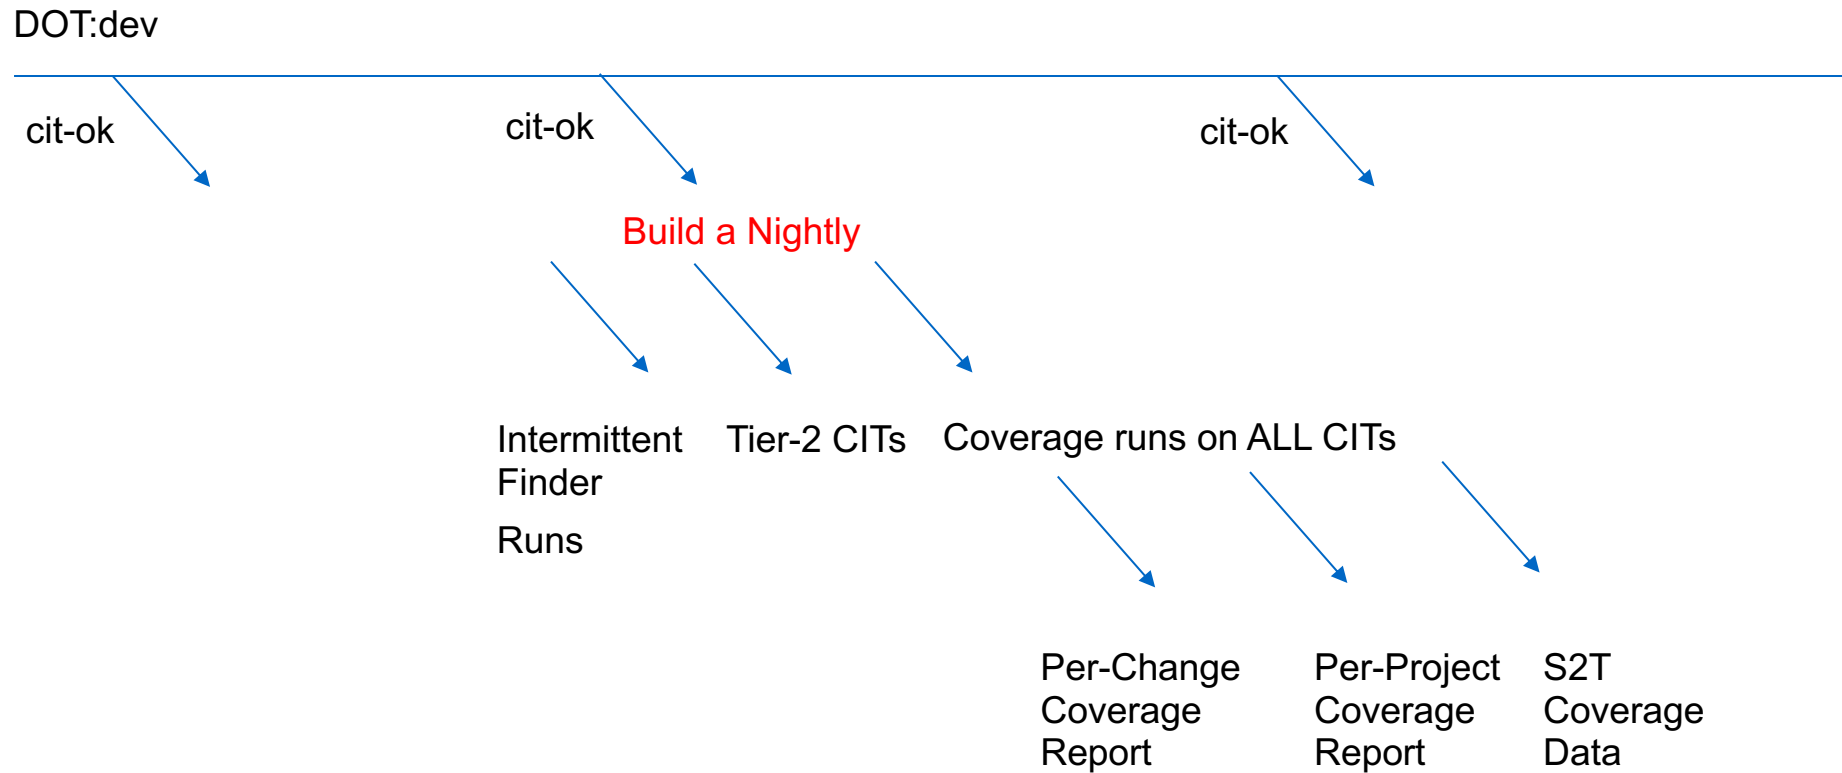 DOT:dev
cit-ok
cit-ok
cit-ok
Build a Nightly
Intermittent
Finder
Runs
Tier-2 CITs
Coverage runs on ALL CITs
Per-Change
Coverage
Report
Per-Project
Coverage
Report
S2T
Coverage
Data